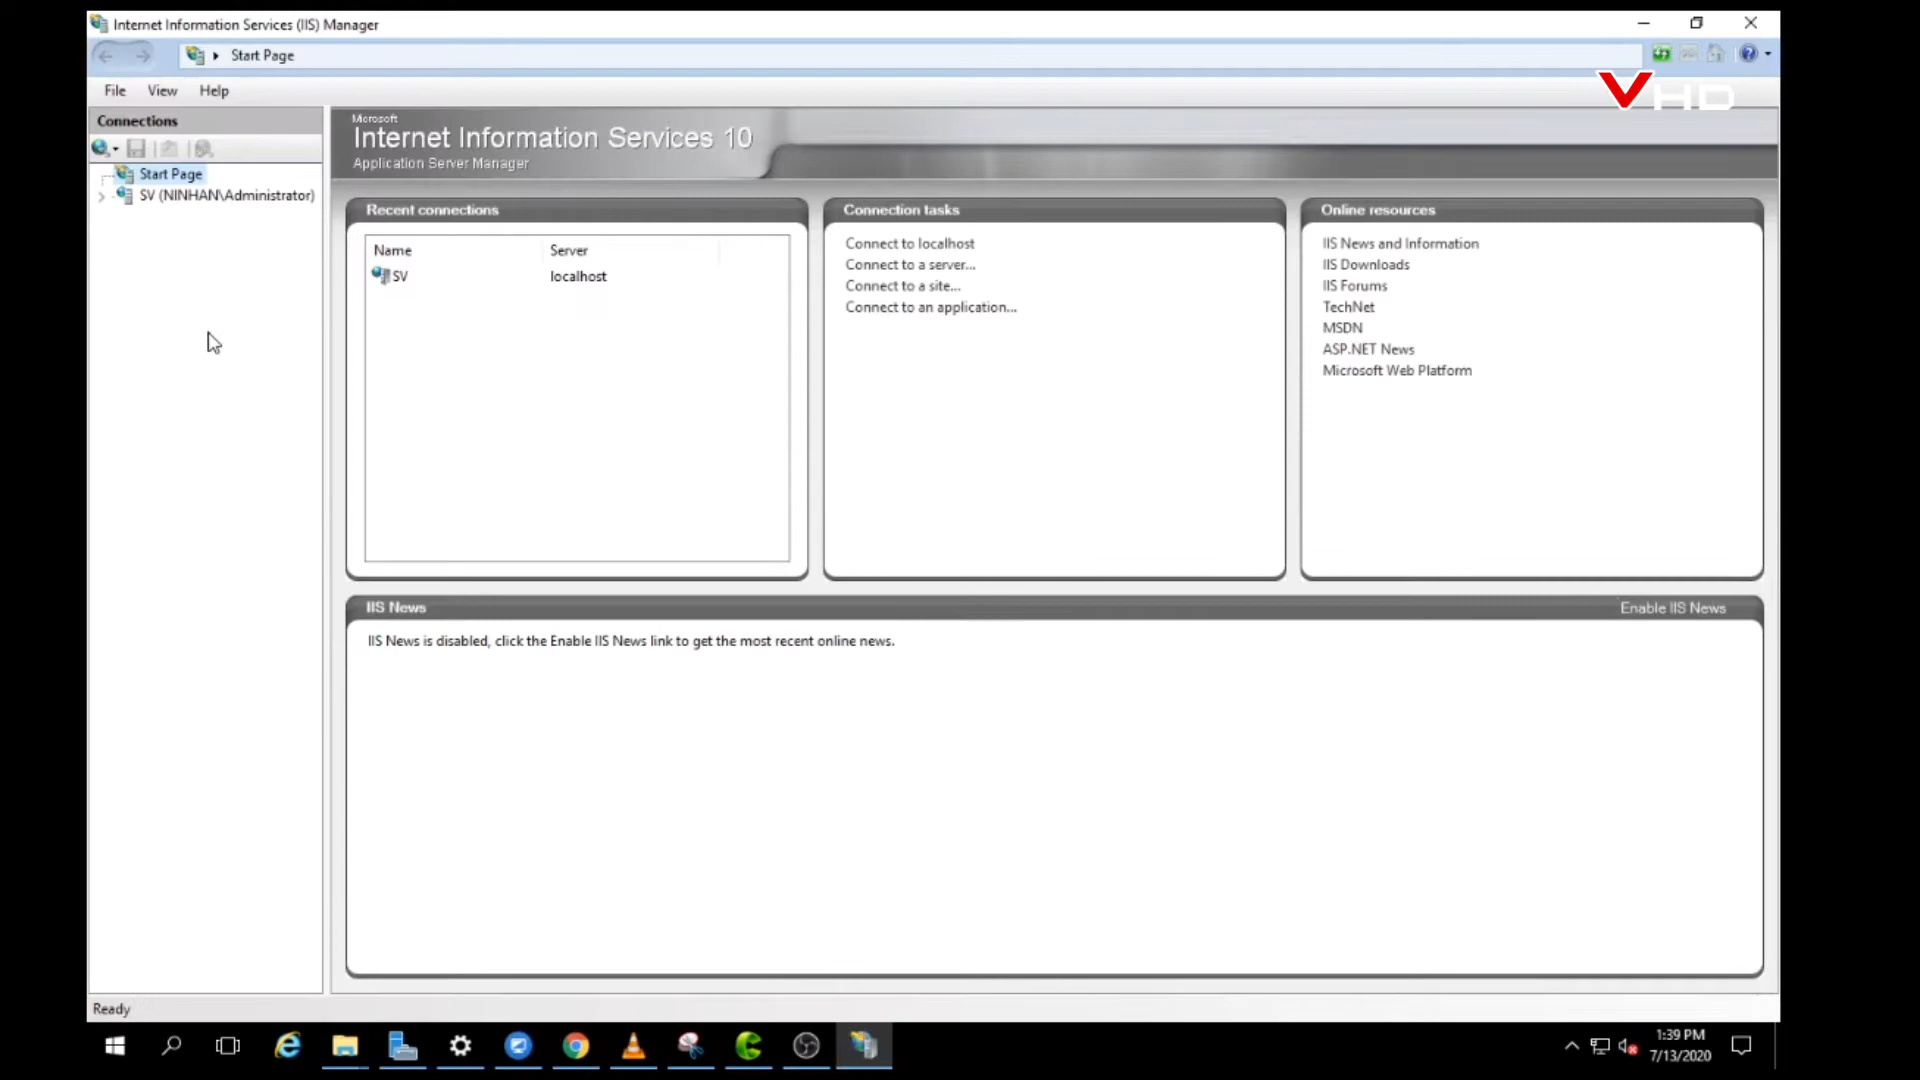 Internet Information Services (IIS) Manager
Start Page
File View Help
VHD
Connections
Start Page
SV (NINHAN\Administrator)
Microsoft
Internet Information Services 10
Application Server Manager
Recent connections
Name Server
SV localhost
Connection tasks
Connect to localhost
Connect to a server...
Connect to a site...
Connect to an application...
Online resources
IIS News and Information
IIS Downloads
IIS Forums
TechNet
MSDN
ASP.NET News
Microsoft Web Platform
IIS News
Enable IIS News
IIS News is disabled, click the Enable IIS News link to get the most recent online news.
Ready
1:39 PM
7/13/2020